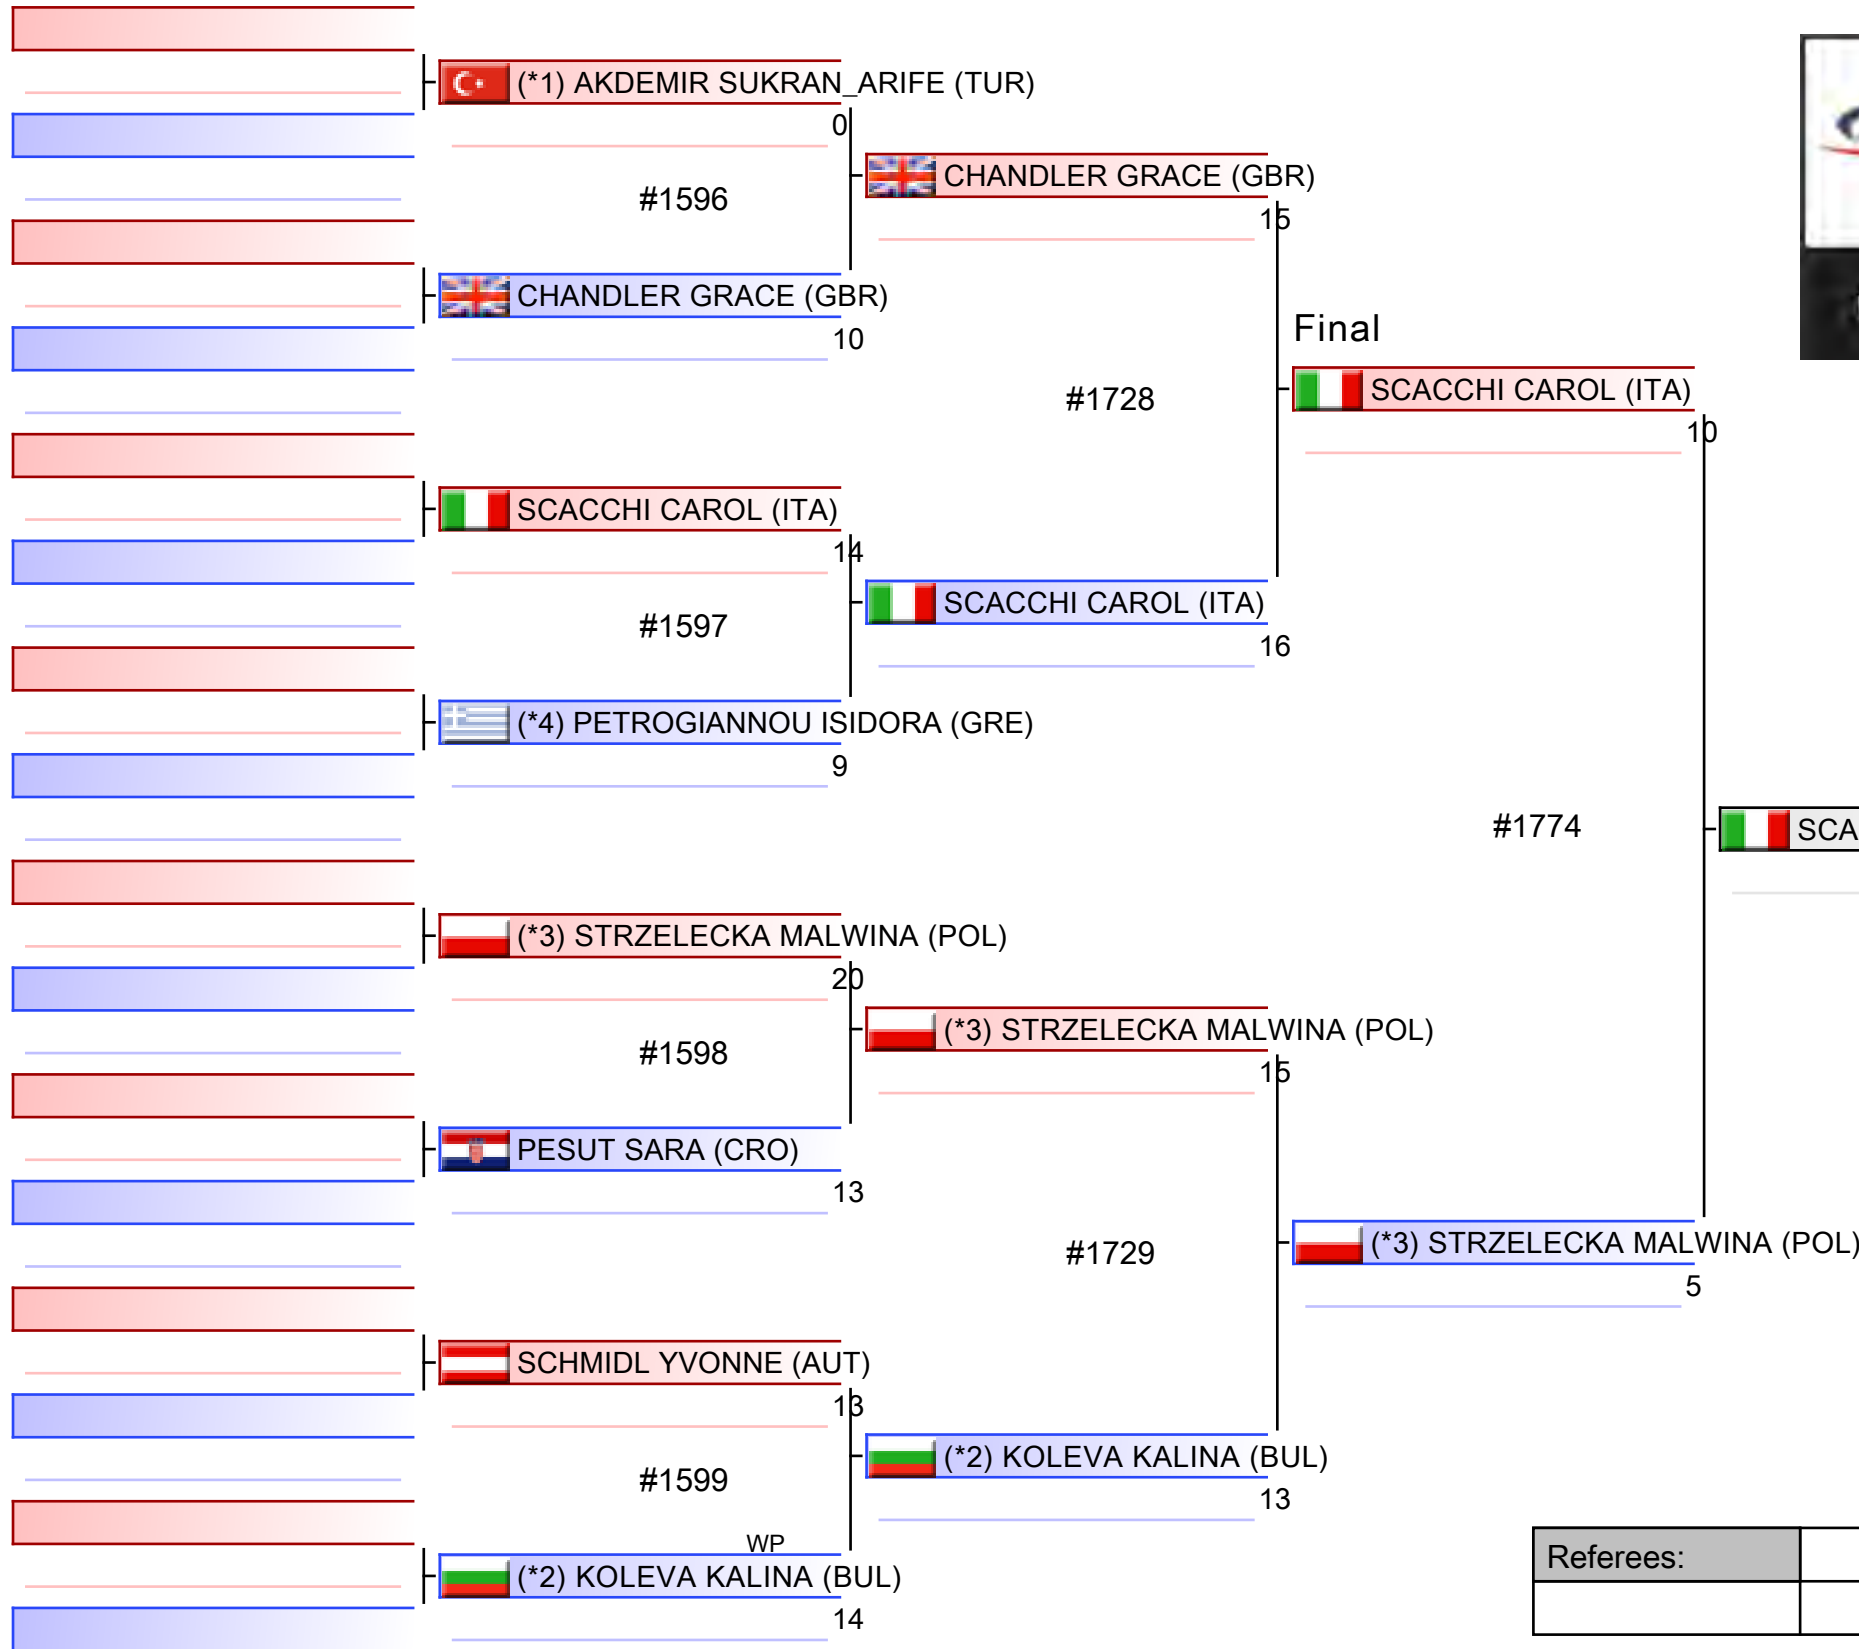 (*1) AKDEMIR SUKRAN_ARIFE (TUR)
0
#1596
CHANDLER GRACE (GBR)
10
SCACCHI CAROL (ITA)
14
#1597
(*4) PETROGIANNOU ISIDORA (GRE)
9
(*3) STRZELECKA MALWINA (POL)
20
#1598
PESUT SARA (CRO)
13
SCHMIDL YVONNE (AUT)
13
#1599
WP
(*2) KOLEVA KALINA (BUL)
14
CHANDLER GRACE (GBR)
15
#1728
SCACCHI CAROL (ITA)
16
(*3) STRZELECKA MALWINA (POL)
15
#1729
(*2) KOLEVA KALINA (BUL)
13
Final
SCACCHI CAROL (ITA)
10
#1774
(*3) STRZELECKA MALWINA (POL)
5
SCA
Referees: